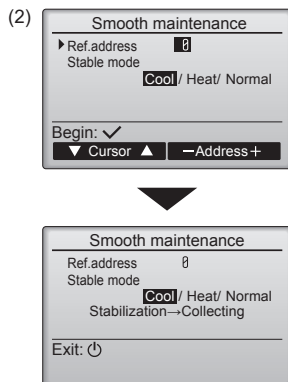 (2)
Smooth maintenance
Ref.address 0
Stable mode
Cool / Heat/ Normal
Begin: ✓
▼ Cursor ▲ −Address+
Smooth maintenance
Ref.address 0
Stable mode
Cool / Heat/ Normal
Stabilization→Collecting
Exit: ⏻